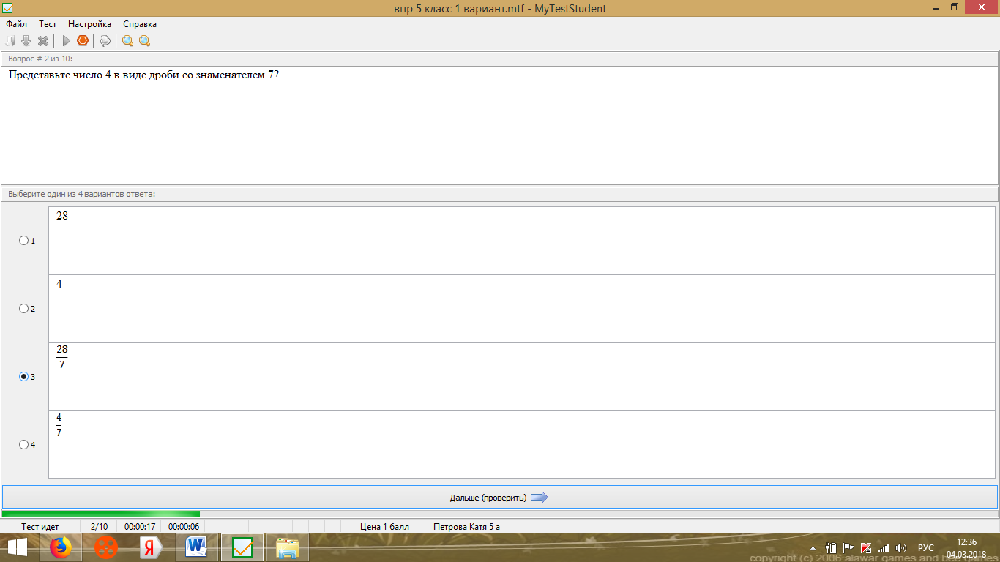 впр 5 класс 1 вариант.mtf - MyTestStudent
Файл Тест Настройка Справка
Вопрос # 2 из 10:
Представьте число 4 в виде дроби со знаменателем 7?
Выберите один из 4 вариантов ответа:
1 28
2 4
3 28/7
4 4/7
Дальше (проверить)
Тест идет 2/10 00:00:17 00:00:06 Цена 1 балл Петрова Катя 5 а
Я W РУС 12:36
04.03.2018
copyright (c) 2006 alawar games and bee games